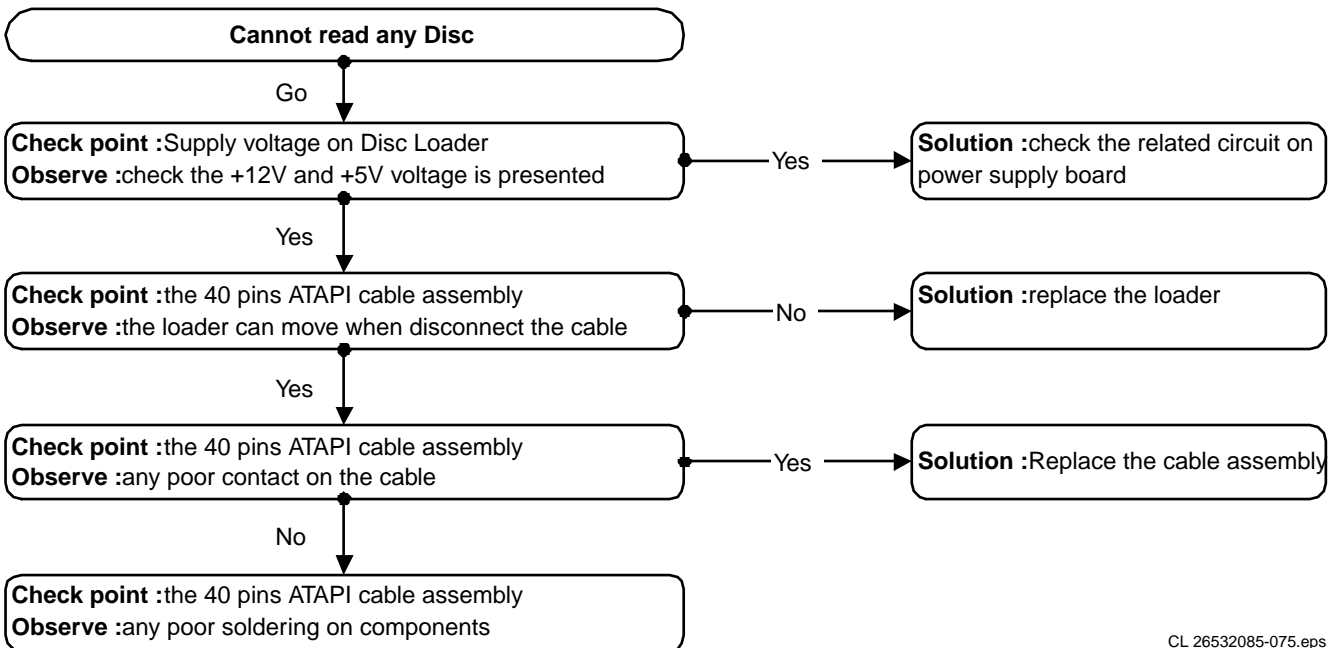 Cannot read any Disc
Go
Check point :Supply voltage on Disc Loader
Observe :check the +12V and +5V voltage is presented
Yes
Solution :check the related circuit on
power supply board
Yes
Check point :the 40 pins ATAPI cable assembly
Observe :the loader can move when disconnect the cable
No
Solution :replace the loader
Yes
Check point :the 40 pins ATAPI cable assembly
Observe :any poor contact on the cable
Yes
Solution :Replace the cable assembly
No
Check point :the 40 pins ATAPI cable assembly
Observe :any poor soldering on components
CL 26532085-075.eps